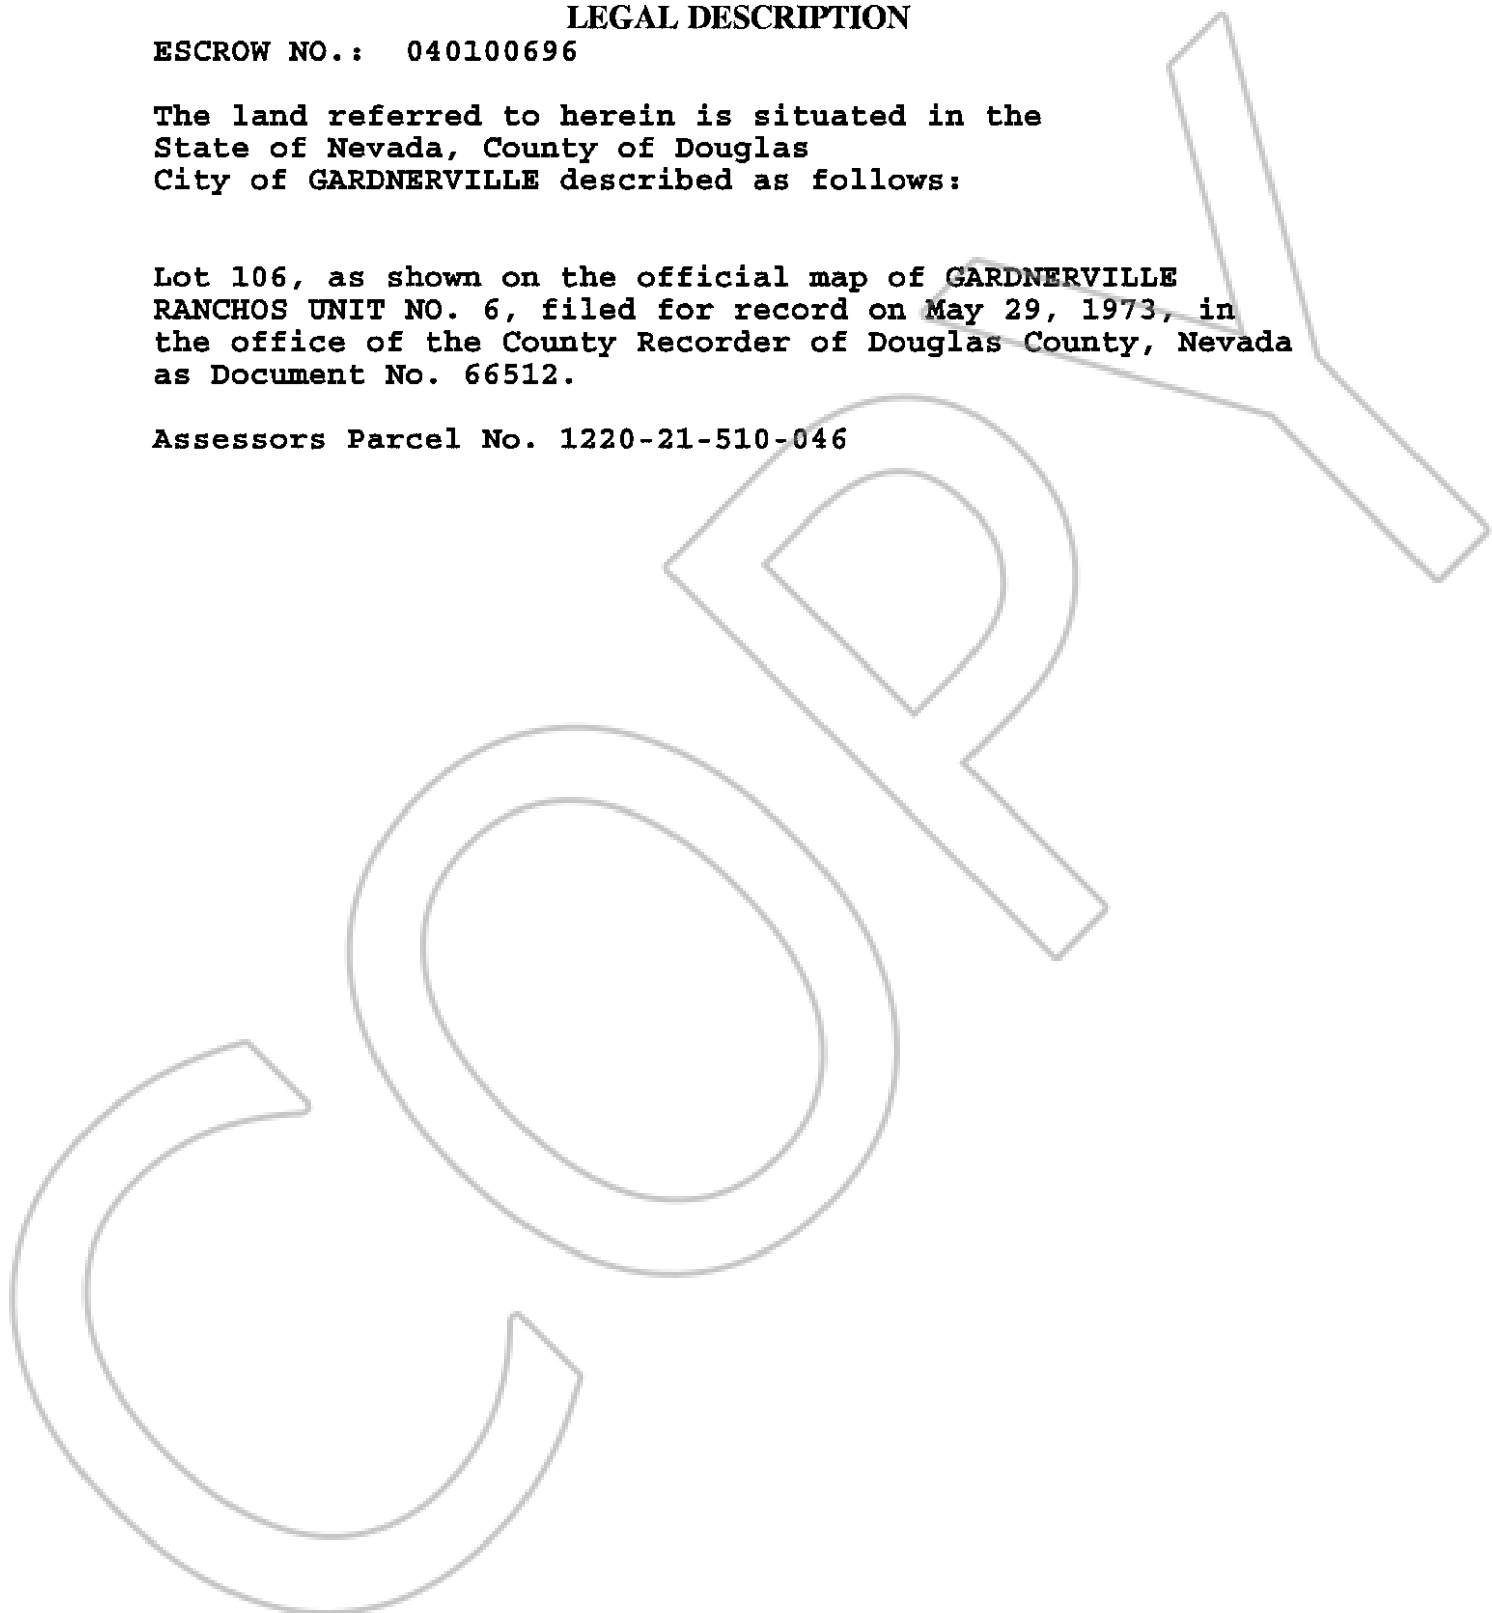 LEGAL DESCRIPTION
ESCROW NO.: 040100696
The land referred to herein is situated in the
State of Nevada, County of Douglas
City of GARDNERVILLE described as follows:
Lot 106, as shown on the official map of GARDNERVILLE
RANCHOS UNIT NO. 6, filed for record on May 29, 1973, in
the office of the County Recorder of Douglas County, Nevada
as Document No. 66512.
Assessors Parcel No. 1220-21-510-046
COPY